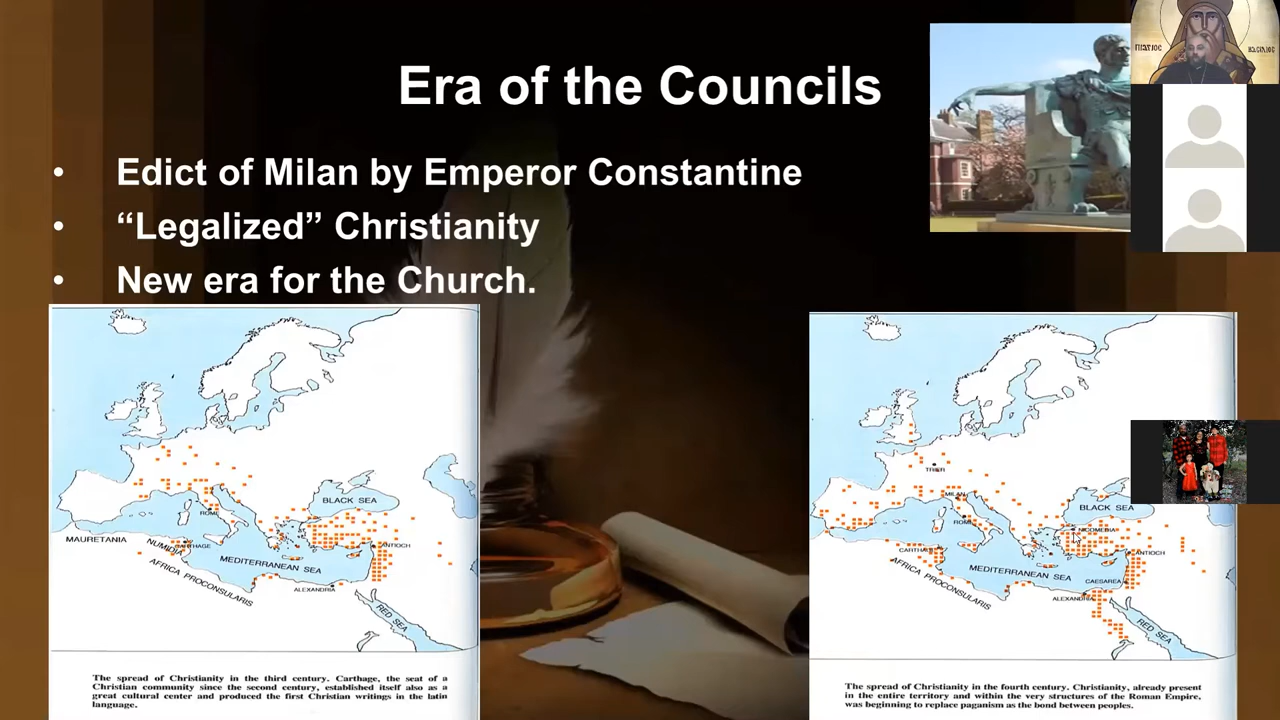 Era of the Councils
• Edict of Milan by Emperor Constantine
• “Legalized” Christianity
• New era for the Church.
BLACK SEA
ROME
MAURETANIA
NUMIDIA
ANTIOCH
MEDITERRANEAN SEA
AFRICA PROCONSULARIS
ALEXANDRIA
RED SEA
The spread of Christianity in the third century. Carthage, the seat of a
Christian community since the second century, established itself also as a
great cultural center and produced the first Christian writings in the latin
language.
TRIER
MILAN
BLACK SEA
NICOMEDIA
ANTIOCH
MEDITERRANEAN SEA
CAESAREA
AFRICA PROCONSULARIS
RED SEA
The spread of Christianity in the fourth century. Christianity, already present
in the entire territory and within the very structures of the Roman Empire,
was beginning to replace paganism as the bond between peoples.